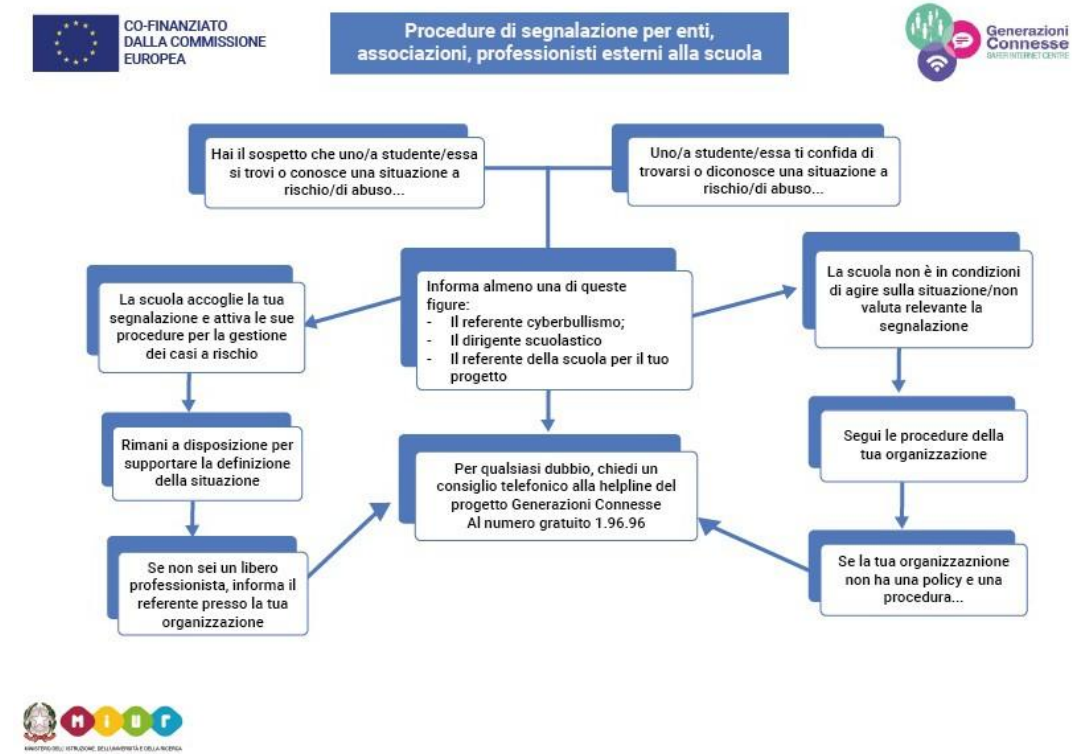 CO-FINANZIATO
DALLA COMMISSIONE
EUROPEA
Procedure di segnalazione per enti,
associazioni, professionisti esterni alla scuola
Generazioni
Connesse
SAFER INTERNET CENTRE
Hai il sospetto che uno/a studente/essa
si trovi o conosce una situazione a
rischio/di abuso...
Uno/a studente/essa ti confida di
trovarsi o diconosce una situazione a
rischio/di abuso...
La scuola accoglie la tua
segnalazione e attiva le sue
procedure per la gestione
dei casi a rischio
Informa almeno una di queste
figure:
- Il referente cyberbullismo;
- Il dirigente scolastico
- Il referente della scuola per il tuo
progetto
La scuola non è in condizioni
di agire sulla situazione/non
valuta relevante la
segnalazione
Rimani a disposizione per
supportare la definizione
della situazione
Per qualsiasi dubbio, chiedi un
consiglio telefonico alla helpline del
progetto Generazioni Connesse
Al numero gratuito 1.96.96
Segui le procedure della
tua organizzazione
Se non sei un libero
professionista, informa il
referente presso la tua
organizzazione
Se la tua organizzaznione
non ha una policy e una
procedura...
MIUR
MINISTERO DELL'ISTRUZIONE, DELL'UNIVERSITÀ E DELLA RICERCA